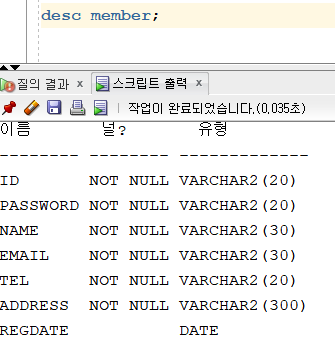 desc member;
질의 결과 x 스크립트 출력 x
작업이 완료되었습니다.(0,035초)
이름 널? 유형
-------- -------- -------------
ID NOT NULL VARCHAR2(20)
PASSWORD NOT NULL VARCHAR2(20)
NAME NOT NULL VARCHAR2(30)
EMAIL NOT NULL VARCHAR2(30)
TEL NOT NULL VARCHAR2(20)
ADDRESS NOT NULL VARCHAR2(300)
REGDATE DATE